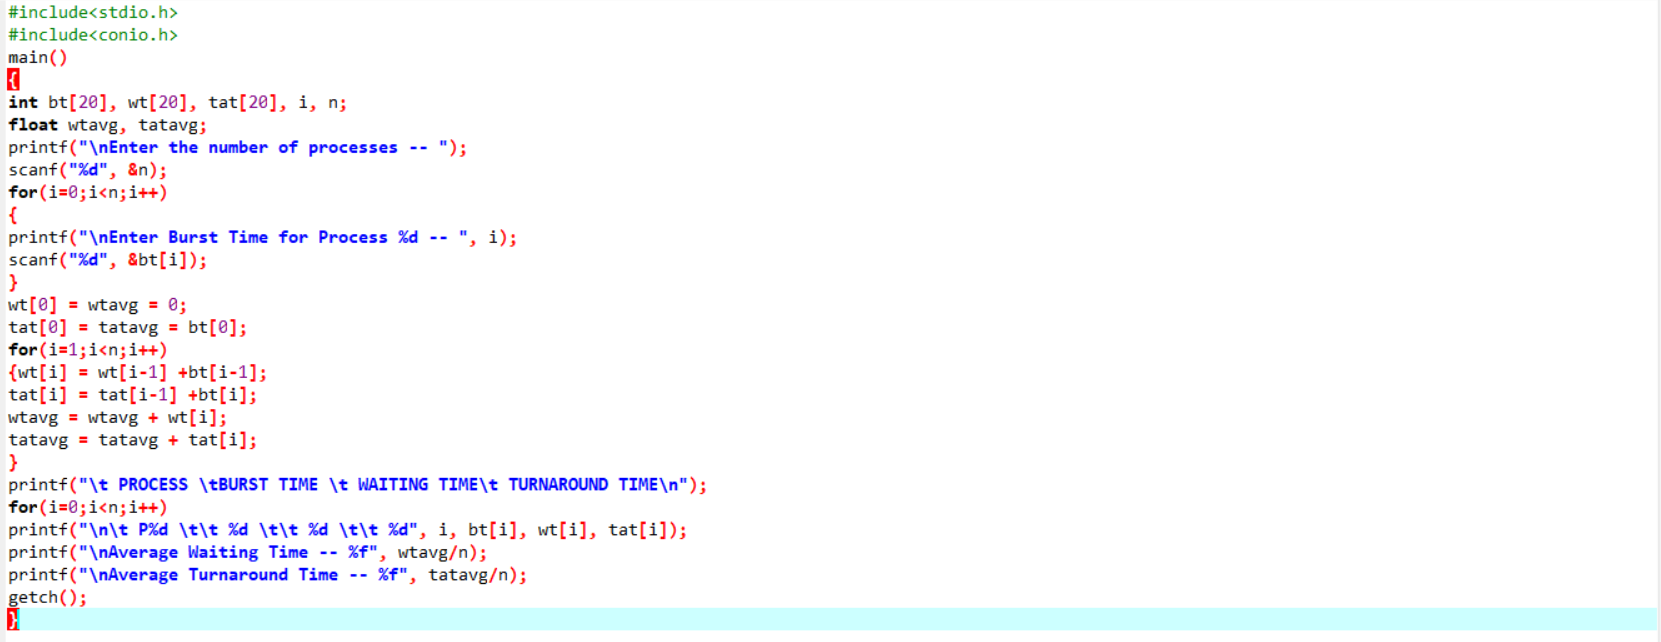 #include<stdio.h>
#include<conio.h>
main()
{
int bt[20], wt[20], tat[20], i, n;
float wtavg, tatavg;
printf("\nEnter the number of processes -- ");
scanf("%d", &n);
for(i=0;i<n;i++)
{
printf("\nEnter Burst Time for Process %d -- ", i);
scanf("%d", &bt[i]);
}
wt[0] = wtavg = 0;
tat[0] = tatavg = bt[0];
for(i=1;i<n;i++)
{wt[i] = wt[i-1] +bt[i-1];
tat[i] = tat[i-1] +bt[i];
wtavg = wtavg + wt[i];
tatavg = tatavg + tat[i];
}
printf("\t PROCESS \tBURST TIME \t WAITING TIME\t TURNAROUND TIME\n");
for(i=0;i<n;i++)
printf("\n\t P%d \t\t %d \t\t %d \t\t %d", i, bt[i], wt[i], tat[i]);
printf("\nAverage Waiting Time -- %f", wtavg/n);
printf("\nAverage Turnaround Time -- %f", tatavg/n);
getch();
}